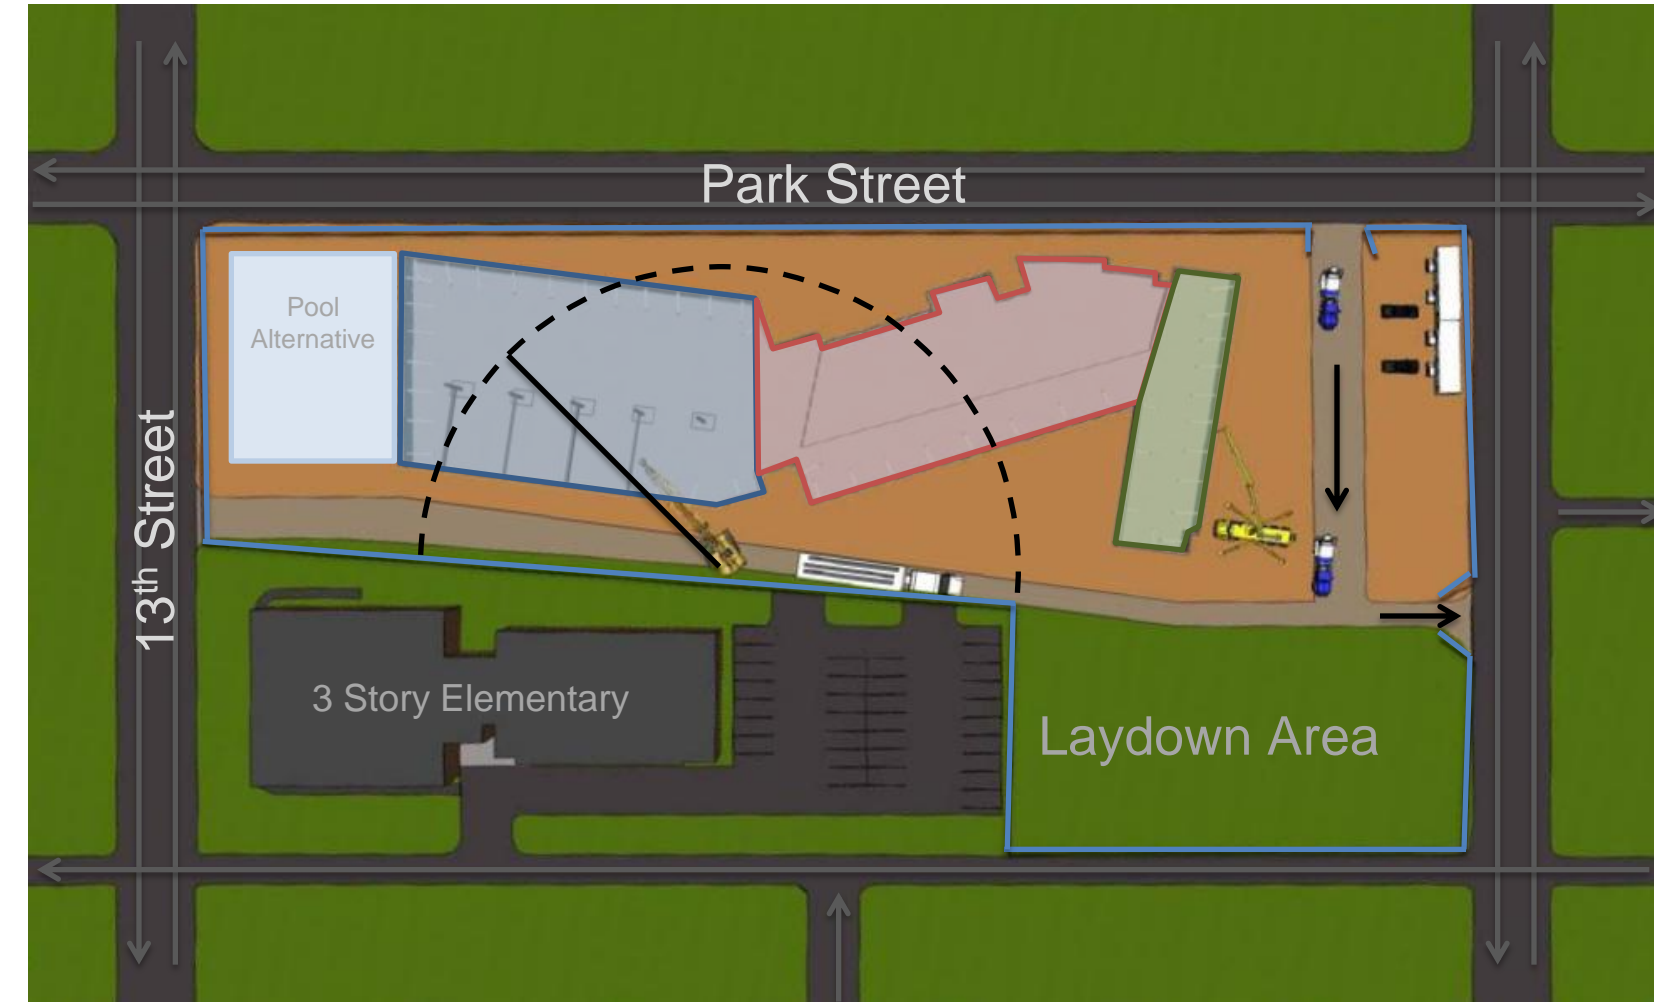 Park Street
Pool
Alternative
13th Street
3 Story Elementary
Laydown Area